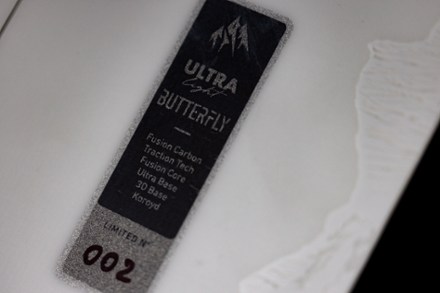 ULTRA
light
BUTTERFLY
Fusion Carbon
Traction Tech
Fusion Core
Ultra Base
3D Base
Koroyd
LIMITED N°
002